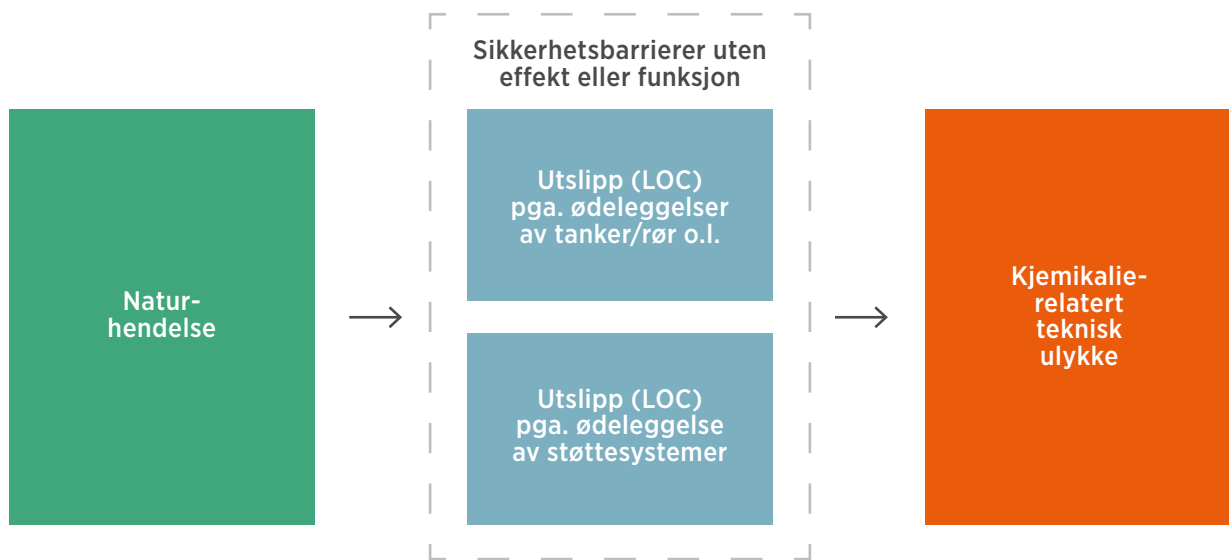 Sikkerhetsbarrierer uten
effekt eller funksjon
Natur-
hendelse
Utslipp (LOC)
pga. ødeleggelser
av tanker/rør o.l.
Utslipp (LOC)
pga. ødeleggelse
av støttesystemer
Kjemikalie-
relatert
teknisk
ulykke